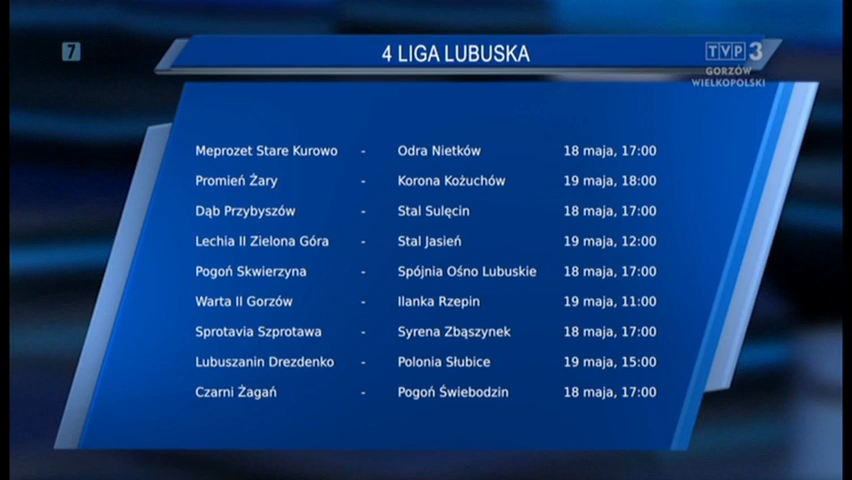 7
4 LIGA LUBUSKA
TVP3
GORZÓW
WIELKOPOLSKI
Meprozet Stare Kurowo - Odra Nietków 18 maja, 17:00
Promień Żary - Korona Kożuchów 19 maja, 18:00
Dąb Przybyszów - Stal Sulęcin 18 maja, 17:00
Lechia II Zielona Góra - Stal Jasień 19 maja, 12:00
Pogoń Skwierzyna - Spójnia Ośno Lubuskie 18 maja, 17:00
Warta II Gorzów - Ilanka Rzepin 19 maja, 11:00
Sprotavia Szprotawa - Syrena Zbąszynek 18 maja, 17:00
Lubuszanin Drezdenko - Polonia Słubice 19 maja, 15:00
Czarni Żagań - Pogoń Świebodzin 18 maja, 17:00